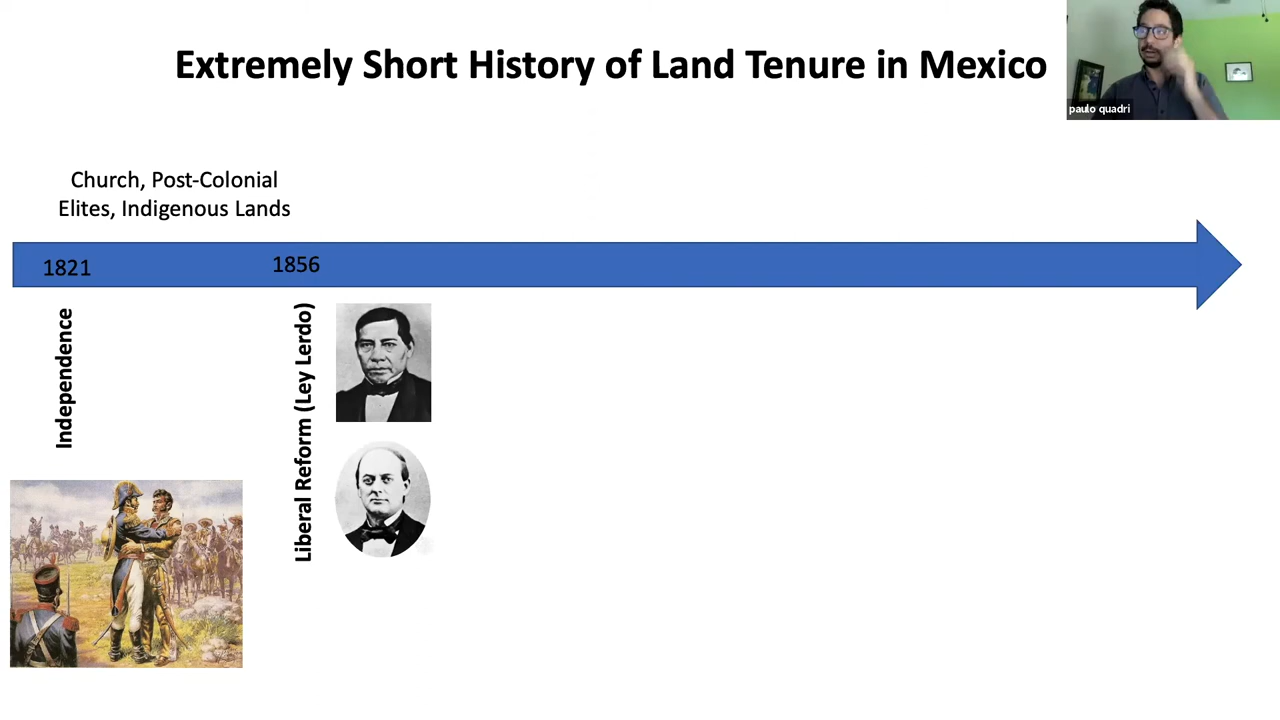 Extremely Short History of Land Tenure in Mexico
paulo quadri
Church, Post-Colonial
Elites, Indigenous Lands
1821
1856
Independence
Liberal Reform (Ley Lerdo)